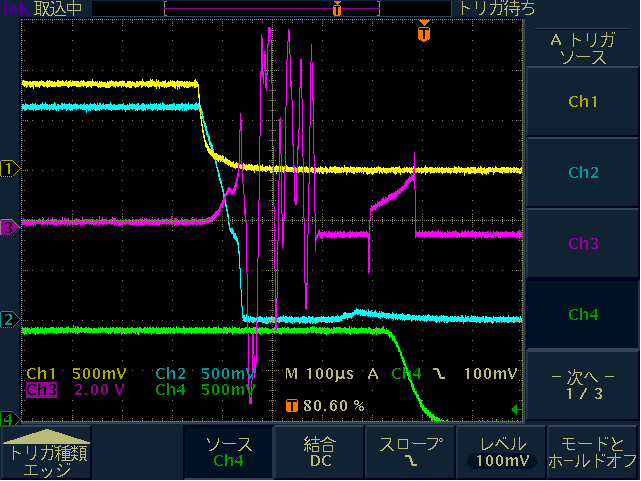 Tek 取込中 トリガ待ち
T
T
A トリガ
ソース
Ch1
Ch2
Ch3
Ch4
- 次へ -
1 / 3
1
3
2
4
Ch1 500mV Ch2 500mV M 100µs A Ch4 100mV
Ch3 2.00 V Ch4 500mV
T 80.60 %
トリガ種類
エッジ
ソース
Ch4
結合
DC
スロープ
レベル
100mV
モードと
ホールドオフ